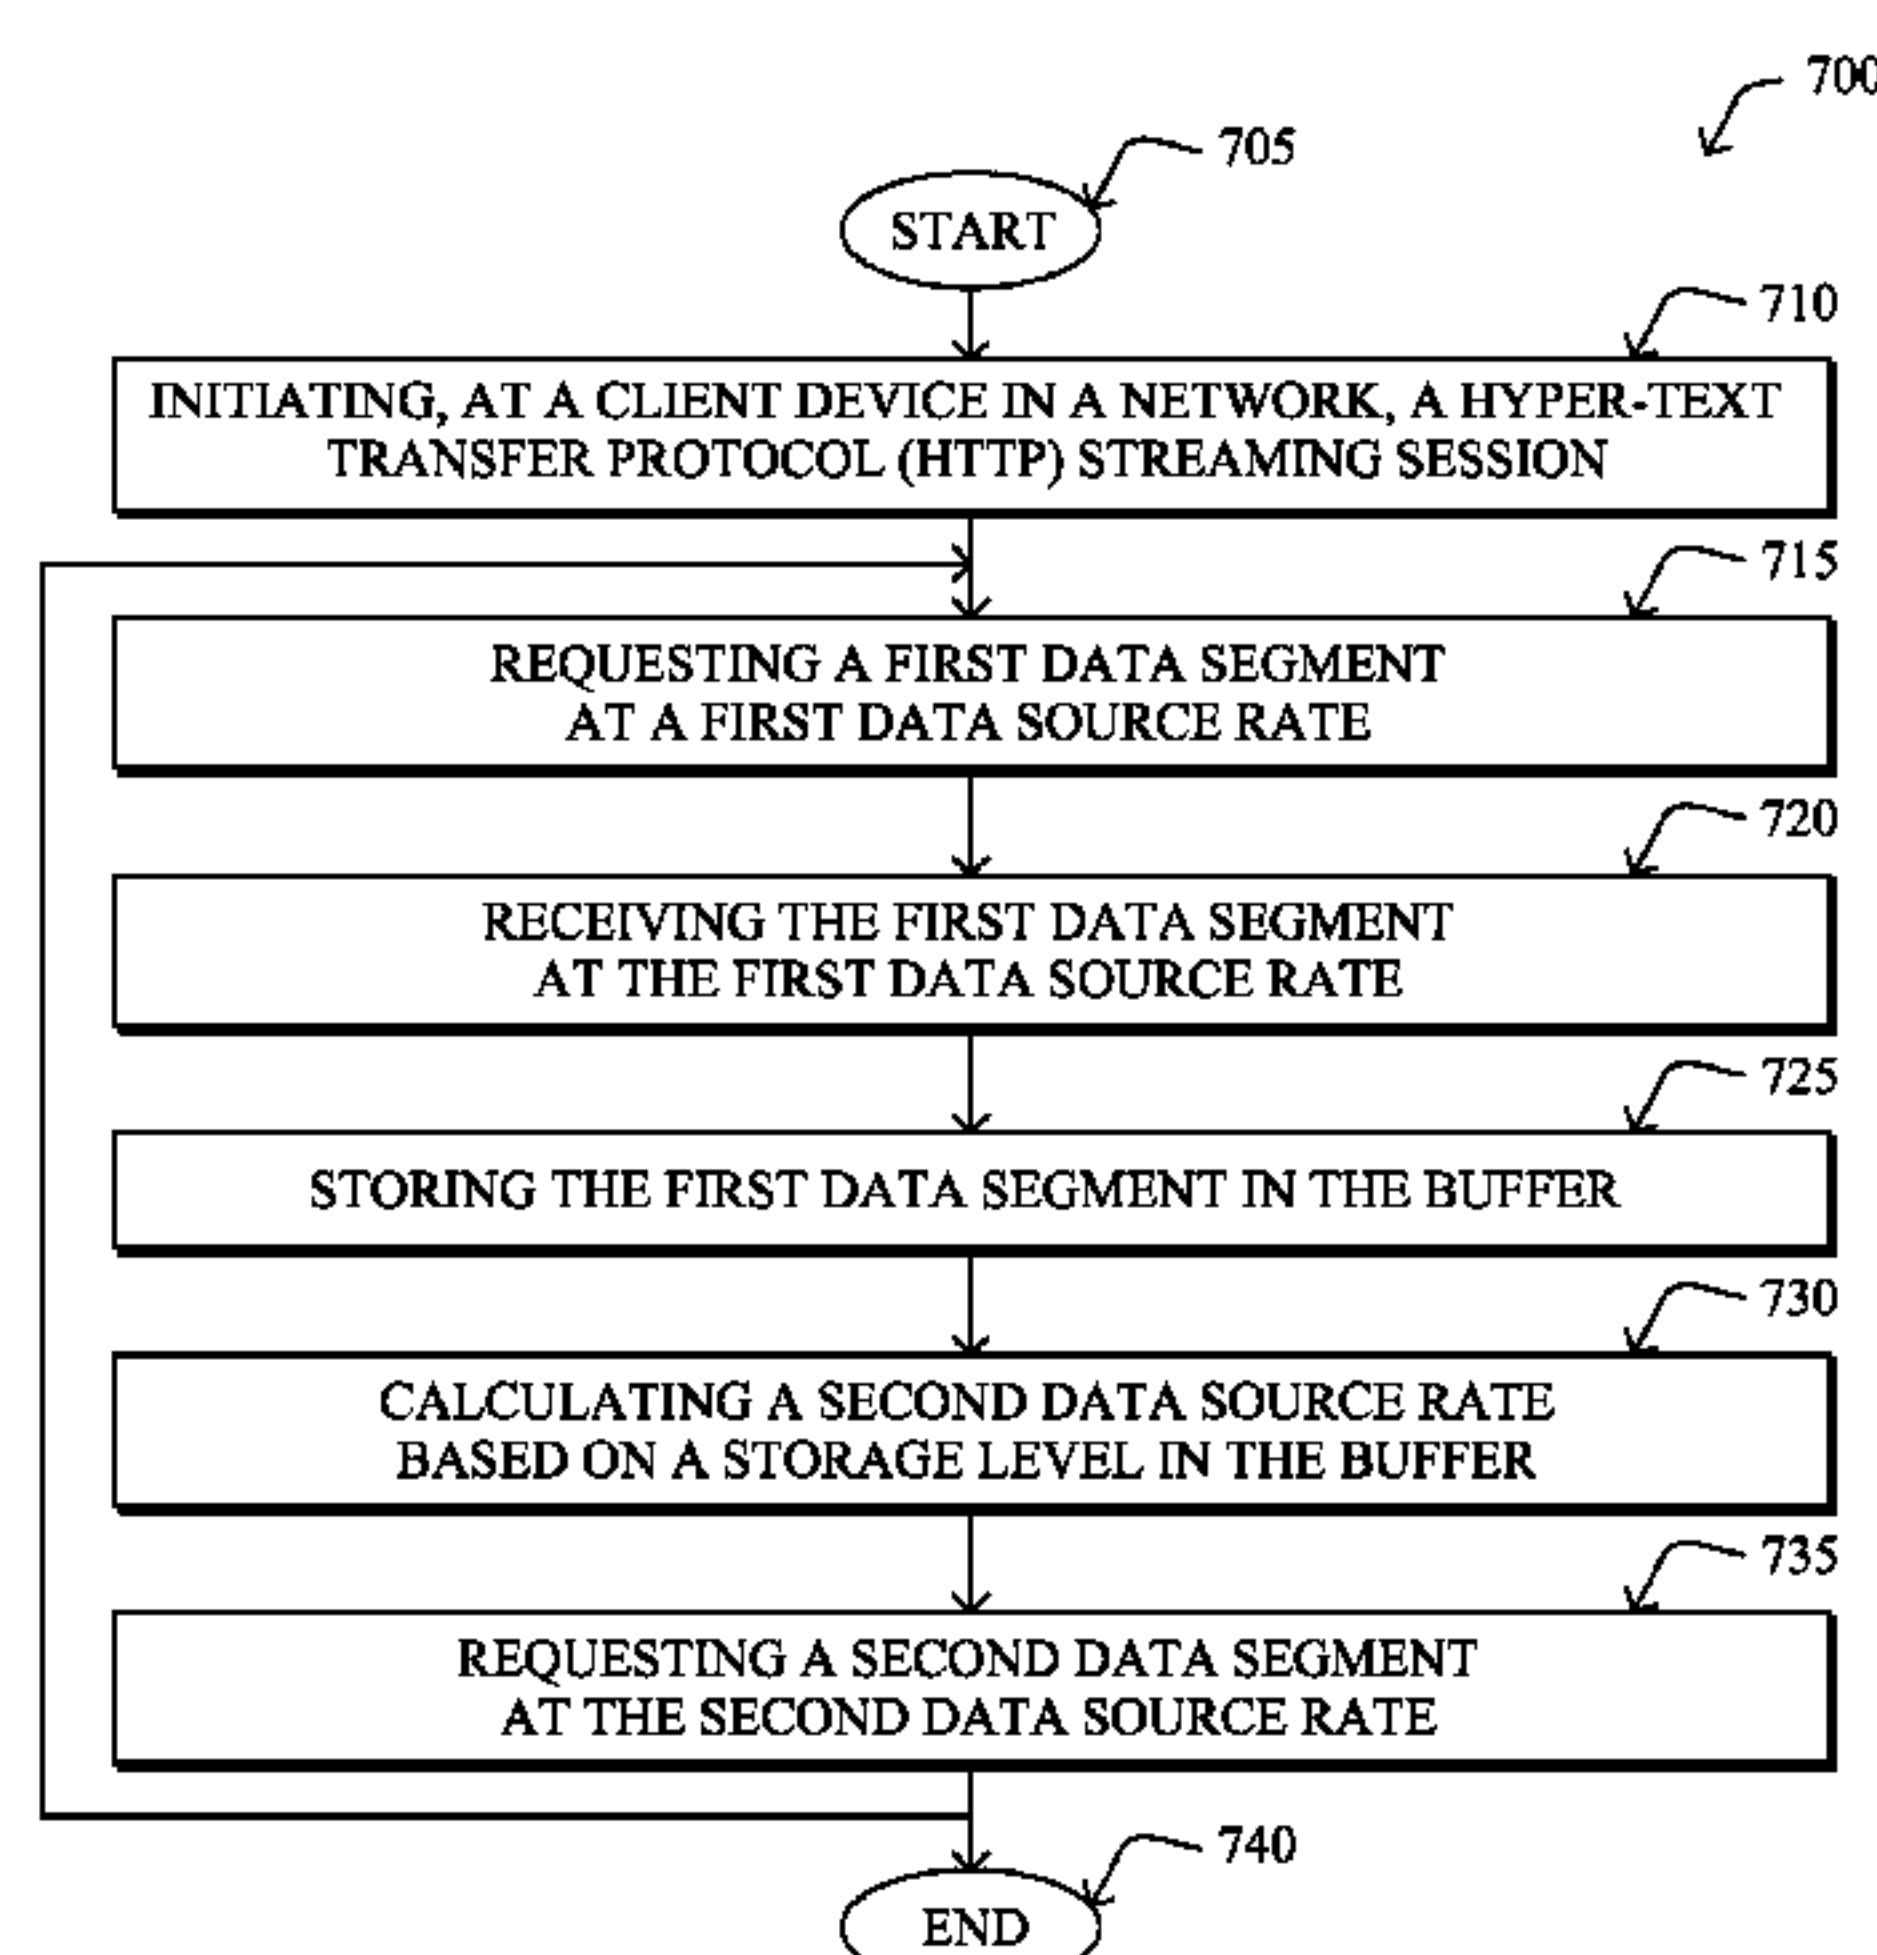 700
705
START
710
INITIATING, AT A CLIENT DEVICE IN A NETWORK, A HYPER-TEXT
TRANSFER PROTOCOL (HTTP) STREAMING SESSION
715
REQUESTING A FIRST DATA SEGMENT
AT A FIRST DATA SOURCE RATE
720
RECEIVING THE FIRST DATA SEGMENT
AT THE FIRST DATA SOURCE RATE
725
STORING THE FIRST DATA SEGMENT IN THE BUFFER
730
CALCULATING A SECOND DATA SOURCE RATE
BASED ON A STORAGE LEVEL IN THE BUFFER
735
REQUESTING A SECOND DATA SEGMENT
AT THE SECOND DATA SOURCE RATE
740
END